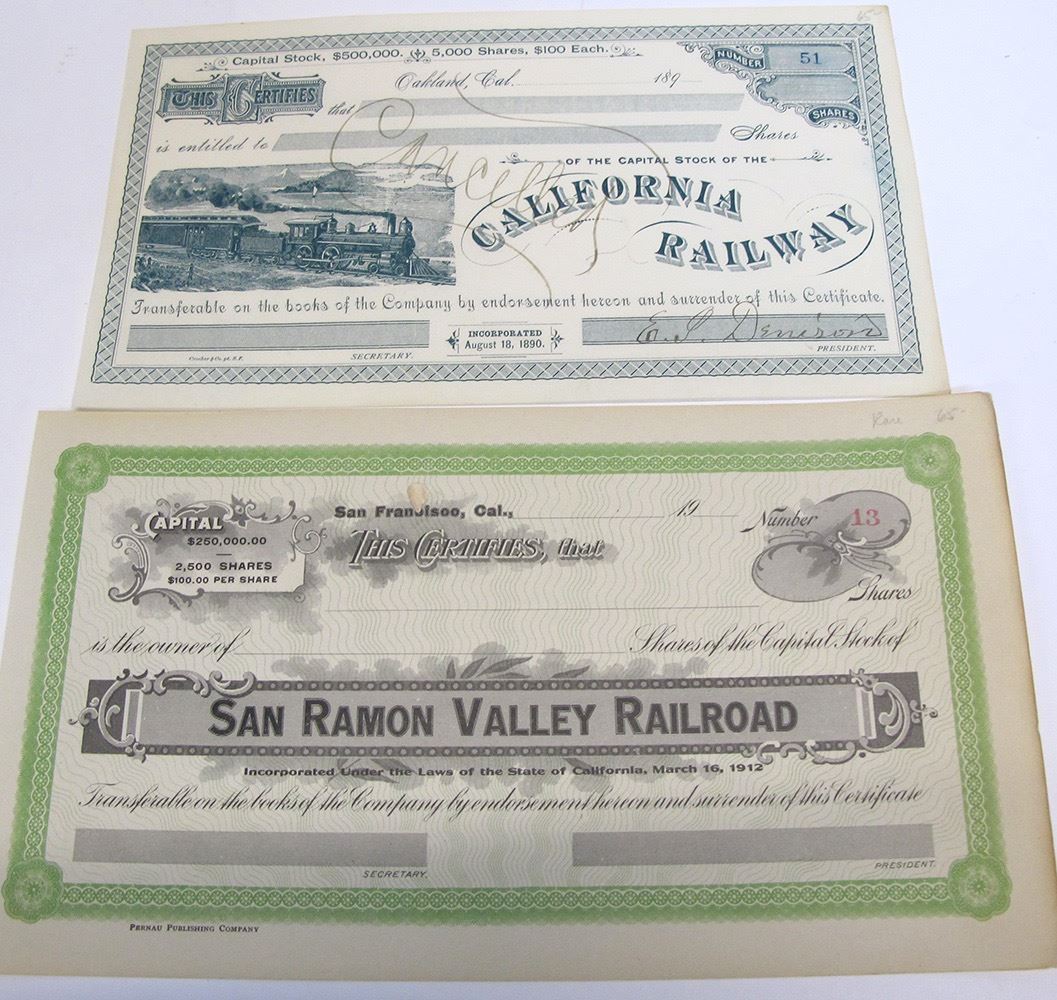 65-
Capital Stock, $500,000. 5,000 Shares, $100 Each.
NUMBER 51
Oakland, Cal. 189
THIS CERTIFIES that
SHARES
is entitled to Shares
Cancelled
OF THE CAPITAL STOCK OF THE
CALIFORNIA
RAILWAY
Transferable on the books of the Company by endorsement hereon and surrender of this Certificate.
INCORPORATED
August 18, 1890.
E. S. Denison
Crocker & Co. pt. S.F.
SECRETARY.
PRESIDENT.
Rare 65-
CAPITAL
$250,000.00
2,500 SHARES
$100.00 PER SHARE
San Francisco, Cal., 19
Number 13
THIS CERTIFIES, that
Shares
is the owner of Shares of the Capital Stock of
SAN RAMON VALLEY RAILROAD
Incorporated Under the Laws of the State of California, March 16, 1912
Transferable on the books of the Company by endorsement hereon and surrender of this Certificate
SECRETARY.
PRESIDENT.
PERNAU PUBLISHING COMPANY